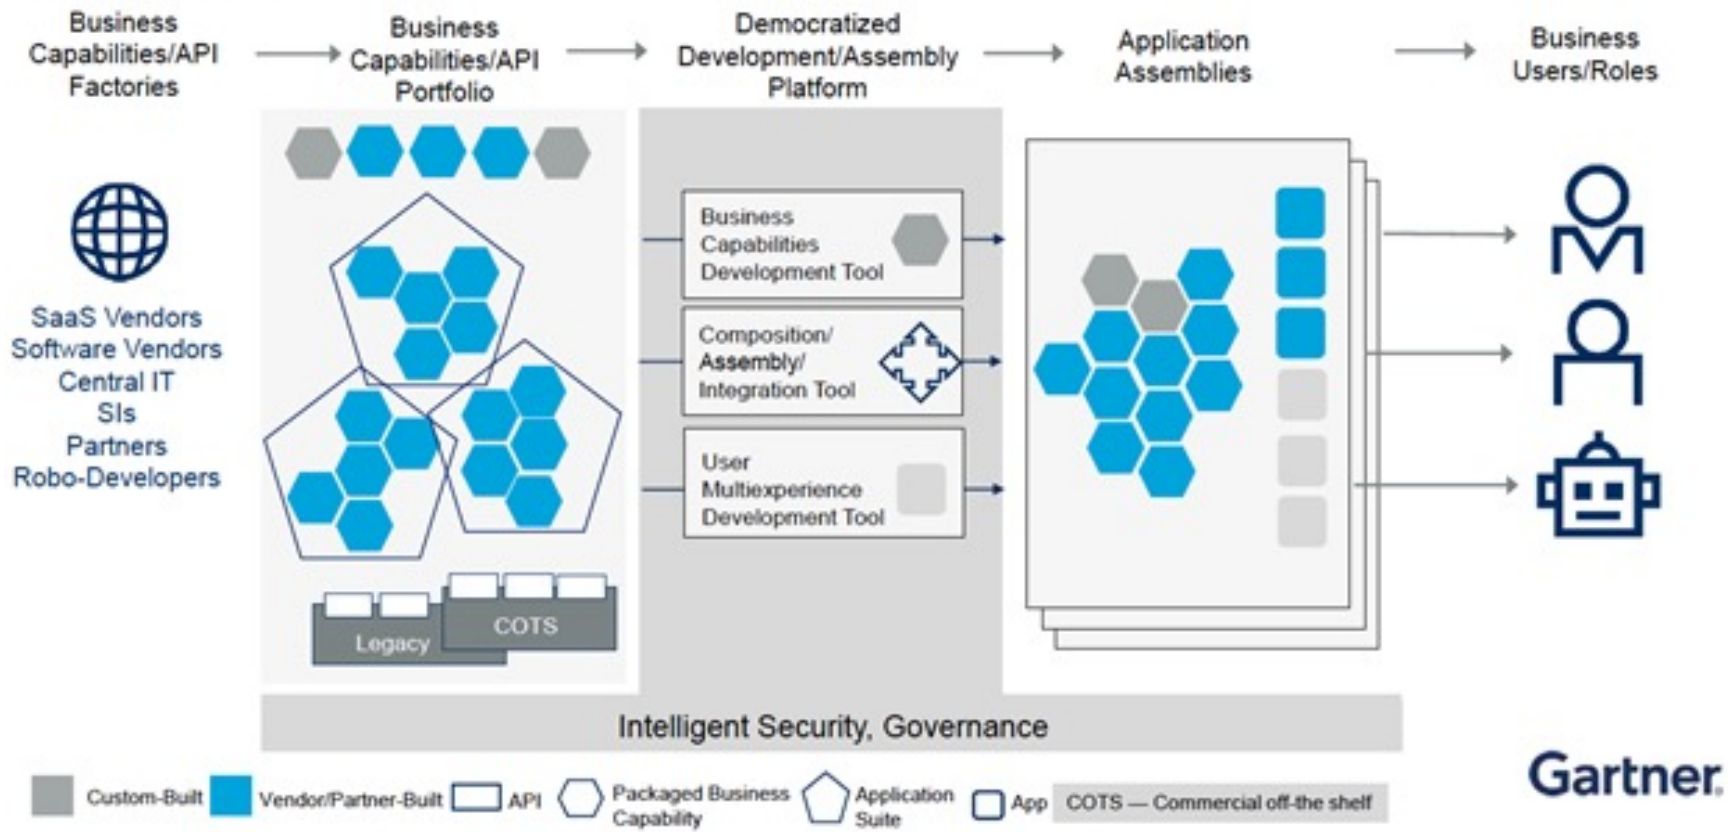 Business
Capabilities/API
Factories
Business
Capabilities/API
Portfolio
Democratized
Development/Assembly
Platform
Application
Assemblies
Business
Users/Roles
SaaS Vendors
Software Vendors
Central IT
SIs
Partners
Robo-Developers
Legacy
COTS
Business
Capabilities
Development Tool
Composition/
Assembly/
Integration Tool
User
Multiexperience
Development Tool
Intelligent Security, Governance
Custom-Built
Vendor/Partner-Built
API
Packaged Business
Capability
Application
Suite
App
COTS — Commercial off-the shelf
Gartner.